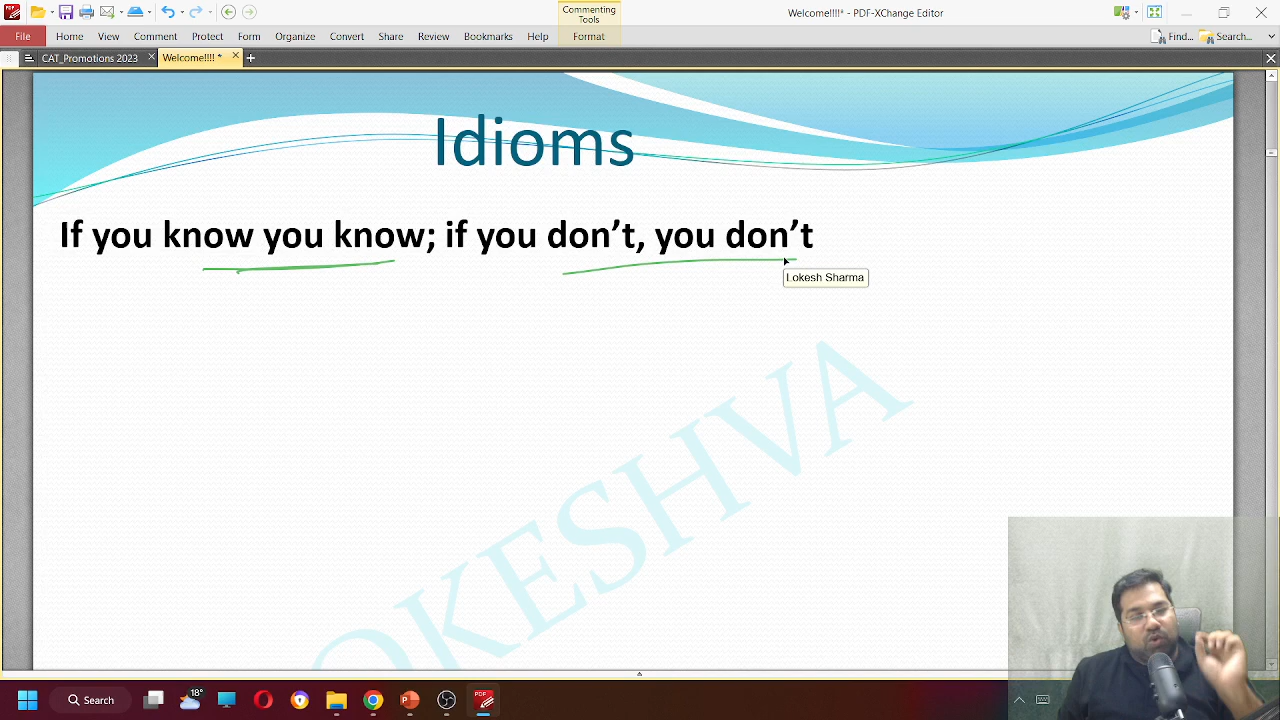 Commenting
Tools
Welcome!!!!* - PDF-XChange Editor
File Home View Comment Protect Form Organize Convert Share Review Bookmarks Help Format Find... Search...
CAT_Promotions 2023 Welcome!!!! *
Idioms
If you know you know; if you don’t, you don’t
Lokesh Sharma
OKESHVA
Search 18°